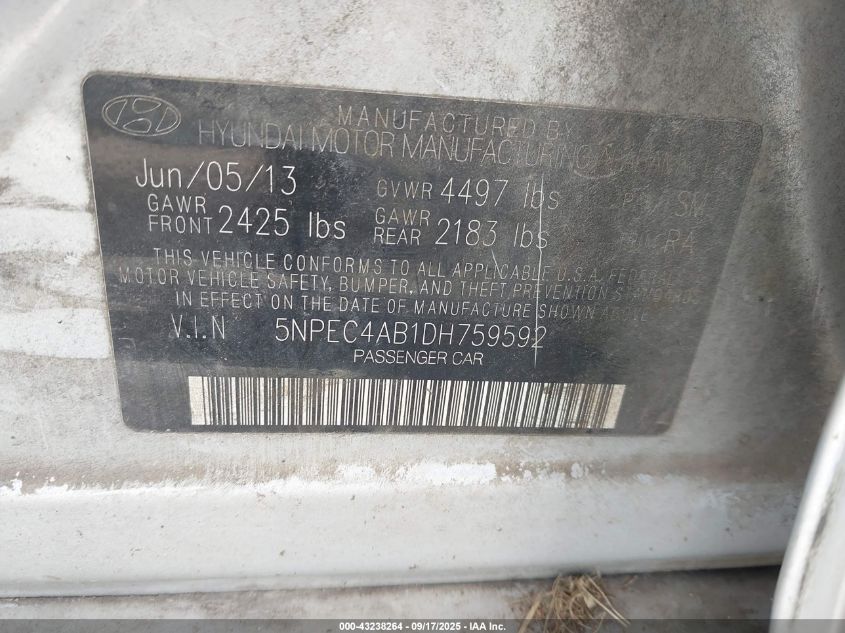 MANUFACTURED BY
HYUNDAI MOTOR MANUFACTURING
Jun/05/13 GVWR 4497 lbs
GAWR FRONT 2425 lbs GAWR REAR 2183 lbs RA
THIS VEHICLE CONFORMS TO ALL APPLICABLE U.S.A. FEDERAL
MOTOR VEHICLE SAFETY, BUMPER, AND THEFT PREVENTION STANDARDS
IN EFFECT ON THE DATE OF MANUFACTURE SHOWN ABOVE
V.I.N 5NPEC4AB1DH759592
PASSENGER CAR
000-43238264 - 09/17/2025 - IAA Inc.